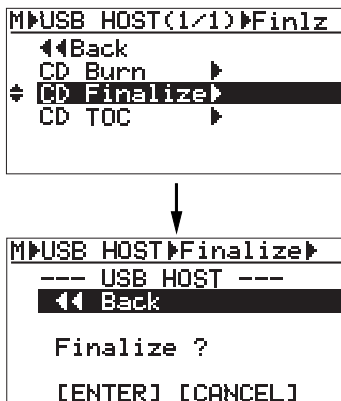 M▶USB HOST(1/1)▶Finlz
◀◀Back
CD Burn ▶
CD Finalize▶
CD TOC ▶
M▶USB HOST▶Finalize▶
--- USB HOST ---
◀◀ Back
Finalize ?
[ENTER] [CANCEL]